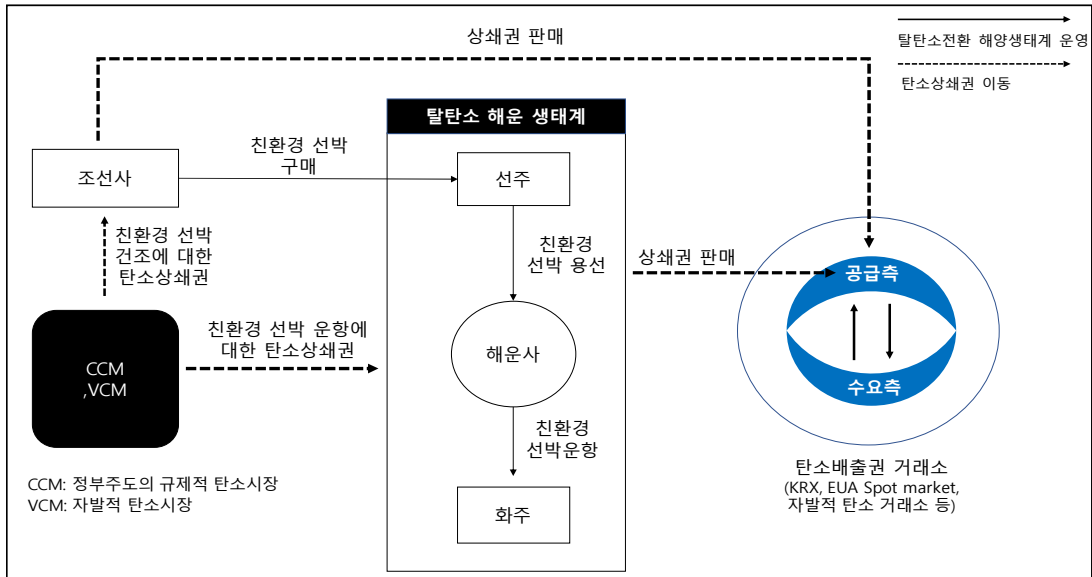 상쇄권 판매
탈탄소전환 해양생태계 운영
탄소상쇄권 이동
탈탄소 해운 생태계
친환경 선박
구매
조선사
선주
친환경 선박
건조에 대한
탄소상쇄권
친환경
선박 용선
상쇄권 판매
공급측
친환경 선박 운항에
대한 탄소상쇄권
해운사
CCM
,VCM
수요측
친환경
선박운항
CCM: 정부주도의 규제적 탄소시장
VCM: 자발적 탄소시장
화주
탄소배출권 거래소
(KRX, EUA Spot market,
자발적 탄소 거래소 등)